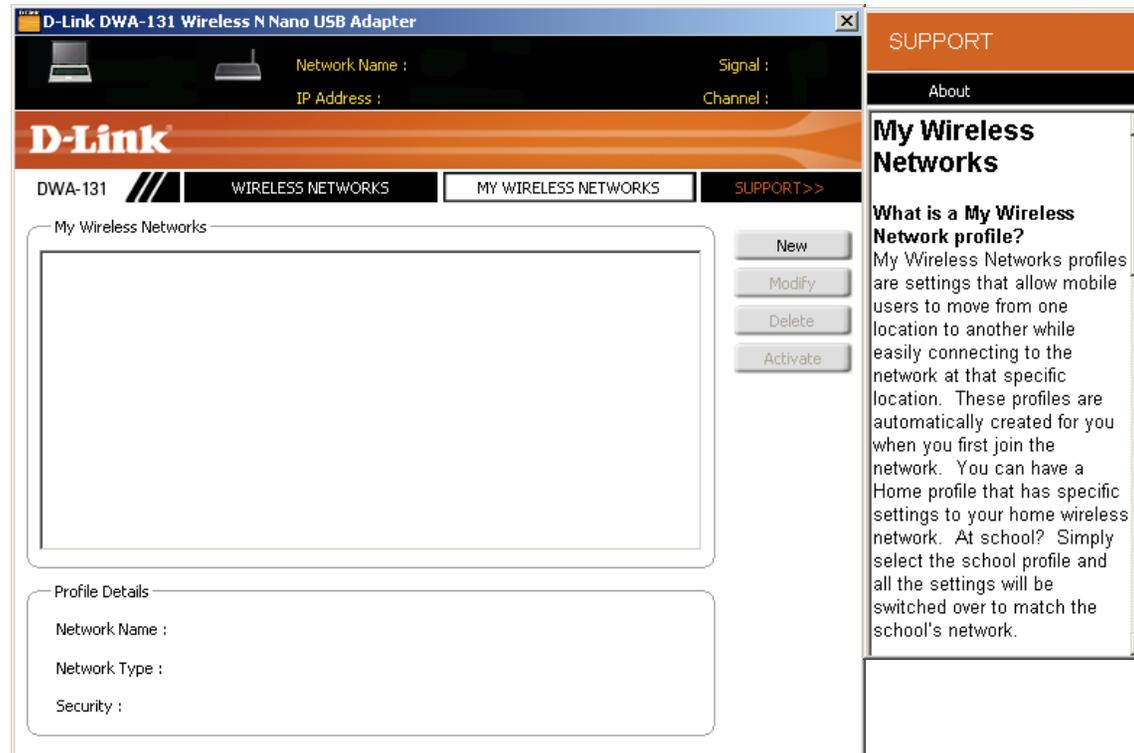 D-Link DWA-131 Wireless N Nano USB Adapter
Network Name :
Signal :
IP Address :
Channel :
D-Link
DWA-131
WIRELESS NETWORKS
MY WIRELESS NETWORKS
SUPPORT>>
My Wireless Networks
New
Modify
Delete
Activate
Profile Details
Network Name :
Network Type :
Security :
SUPPORT
About
My Wireless
Networks
What is a My Wireless
Network profile?
My Wireless Networks profiles
are settings that allow mobile
users to move from one
location to another while
easily connecting to the
network at that specific
location. These profiles are
automatically created for you
when you first join the
network. You can have a
Home profile that has specific
settings to your home wireless
network. At school? Simply
select the school profile and
all the settings will be
switched over to match the
school's network.